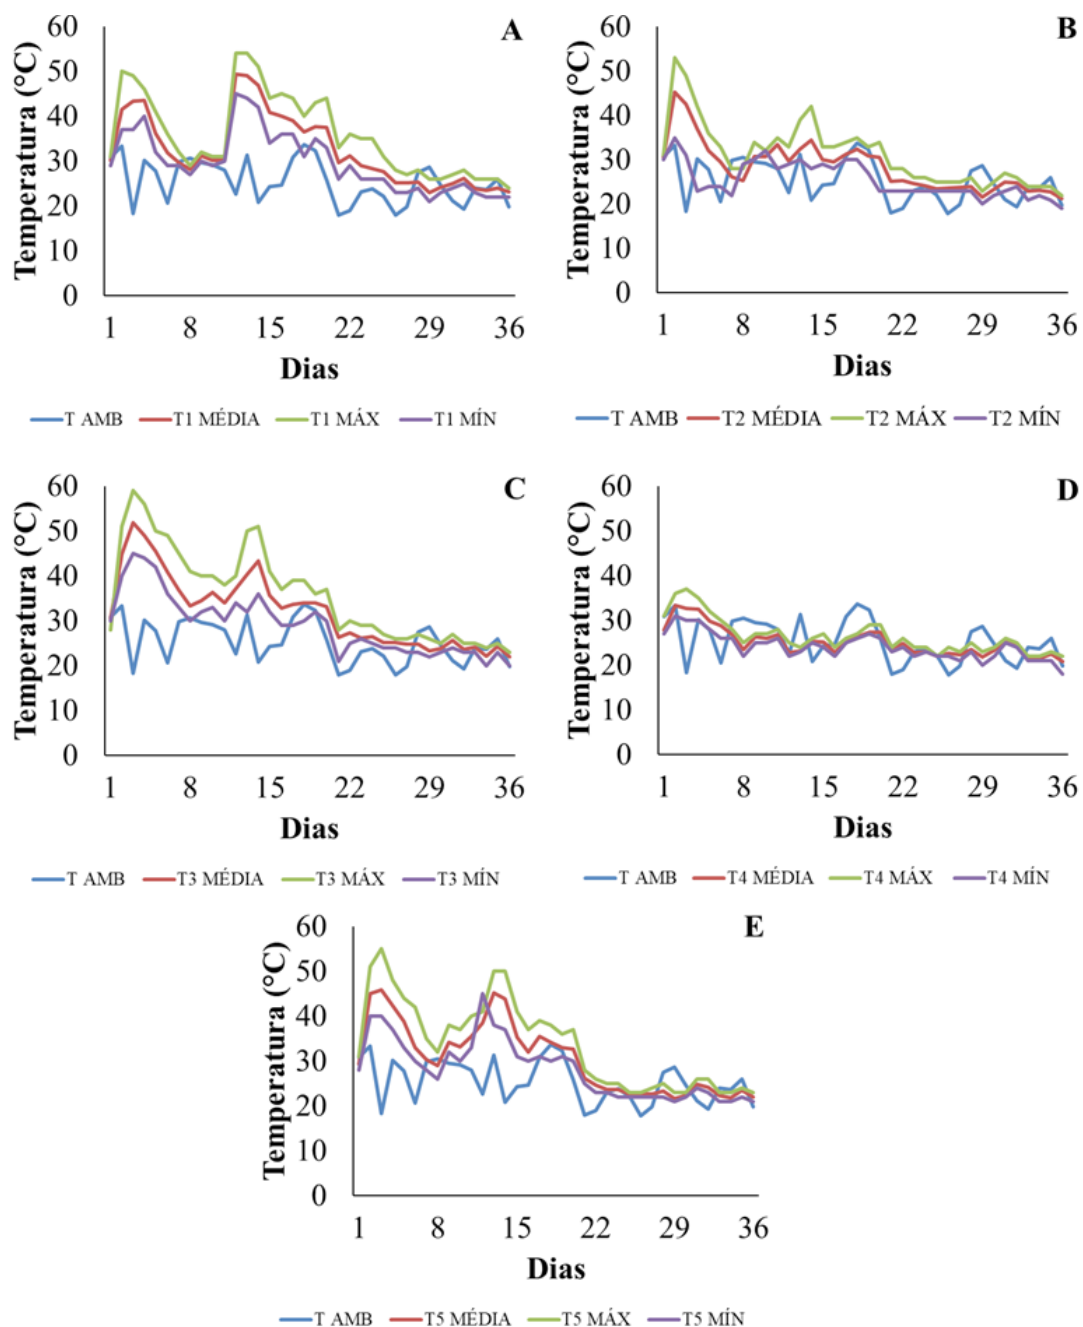 A
Temperatura (°C)
60
50
40
30
20
10
0
1 8 15 22 29 36
Dias
T AMB T1 MÉDIA T1 MÁX T1 MÍN
B
Temperatura (°C)
60
50
40
30
20
10
0
1 8 15 22 29 36
Dias
T AMB T2 MÉDIA T2 MÁX T2 MÍN
C
Temperatura (°C)
60
50
40
30
20
10
0
1 8 15 22 29 36
Dias
T AMB T3 MÉDIA T3 MÁX T3 MÍN
D
Temperatura (°C)
60
50
40
30
20
10
0
1 8 15 22 29 36
Dias
T AMB T4 MÉDIA T4 MÁX T4 MÍN
E
Temperatura (°C)
60
50
40
30
20
10
0
1 8 15 22 29 36
Dias
T AMB T5 MÉDIA T5 MÁX T5 MÍN